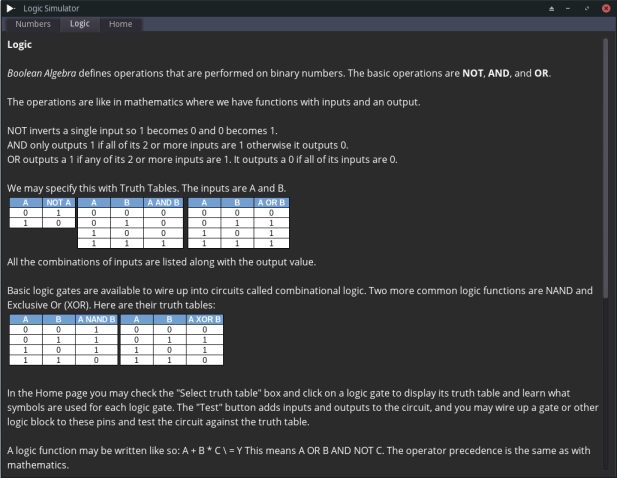 Logic Simulator
Numbers Logic Home
Logic
Boolean Algebra defines operations that are performed on binary numbers. The basic operations are NOT, AND, and OR.
The operations are like in mathematics where we have functions with inputs and an output.
NOT inverts a single input so 1 becomes 0 and 0 becomes 1.
AND only outputs 1 if all of its 2 or more inputs are 1 otherwise it outputs 0.
OR outputs a 1 if any of its 2 or more inputs are 1. It outputs a 0 if all of its inputs are 0.
We may specify this with Truth Tables. The inputs are A and B.
A NOT A A B A AND B A B A OR B
0 1 0 0 0 0 0 0
1 0 0 1 0 0 1 1
1 0 0 1 0 1
1 1 1 1 1 1
All the combinations of inputs are listed along with the output value.
Basic logic gates are available to wire up into circuits called combinational logic. Two more common logic functions are NAND and
Exclusive Or (XOR). Here are their truth tables:
A B A NAND B A B A XOR B
0 0 1 0 0 0
0 1 1 0 1 1
1 0 1 1 0 1
1 1 0 1 1 0
In the Home page you may check the "Select truth table" box and click on a logic gate to display its truth table and learn what
symbols are used for each logic gate. The "Test" button adds inputs and outputs to the circuit, and you may wire up a gate or other
logic block to these pins and test the circuit against the truth table.
A logic function may be written like so: A + B * C \ = Y This means A OR B AND NOT C. The operator precedence is the same as with
mathematics.